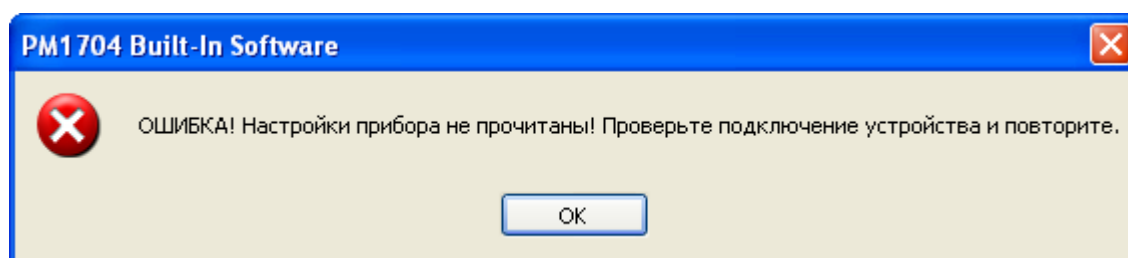 PM1704 Built-In Software
ОШИБКА! Настройки прибора не прочитаны! Проверьте подключение устройства и повторите.
OK